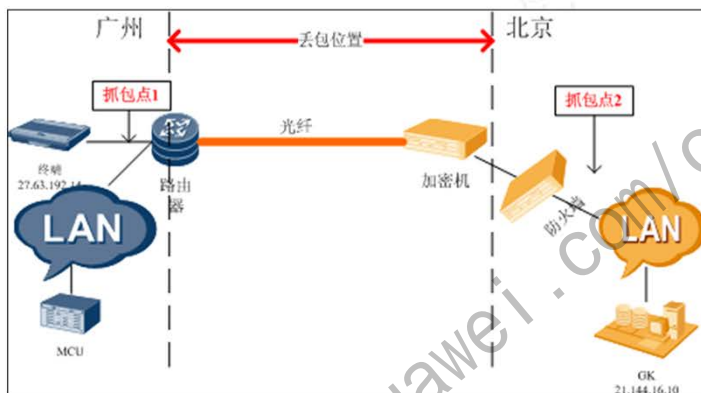 广州
丢包位置
北京
抓包点1
抓包点2
光纤
终端
27.63.192.14
路由
器
加密机
防火墙
LAN
LAN
MCU
GK
21.144.16.10